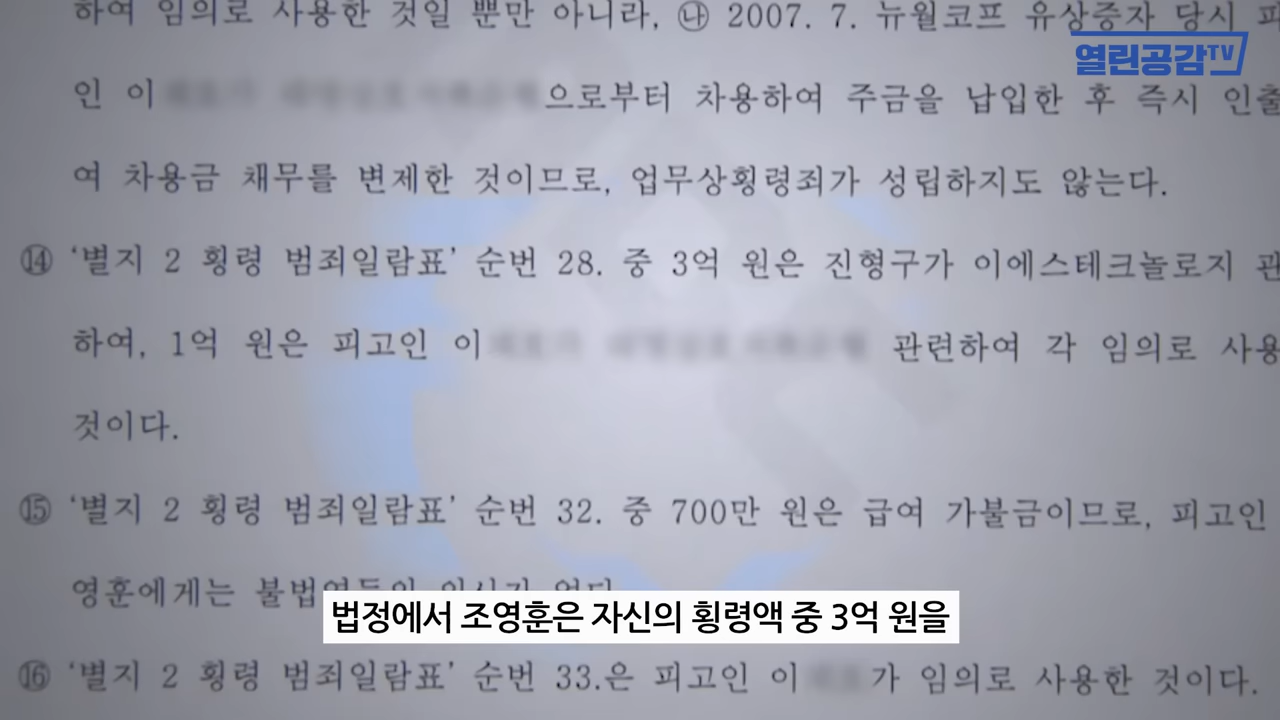 하여 임의로 사용한 것일 뿐만 아니라, ㉯ 2007. 7. 뉴월코프 유상증자 당시 피
열린공감TV
인 이 으로부터 차용하여 주금을 납입한 후 즉시 인출
여 차용금 채무를 변제한 것이므로, 업무상횡령죄가 성립하지도 않는다.
⑭ ‘별지 2 횡령 범죄일람표’ 순번 28. 중 3억 원은 진형구가 이에스테크놀로지 관
하여, 1억 원은 피고인 이 관련하여 각 임의로 사용
것이다.
⑮ ‘별지 2 횡령 범죄일람표’ 순번 32. 중 700만 원은 급여 가불금이므로, 피고인
영훈에게는
법정에서 조영훈은 자신의 횡령액 중 3억 원을
⑯ ‘별지 2 횡령 범죄일람표’ 순번 33.은 피고인 이 가 임의로 사용한 것이다.